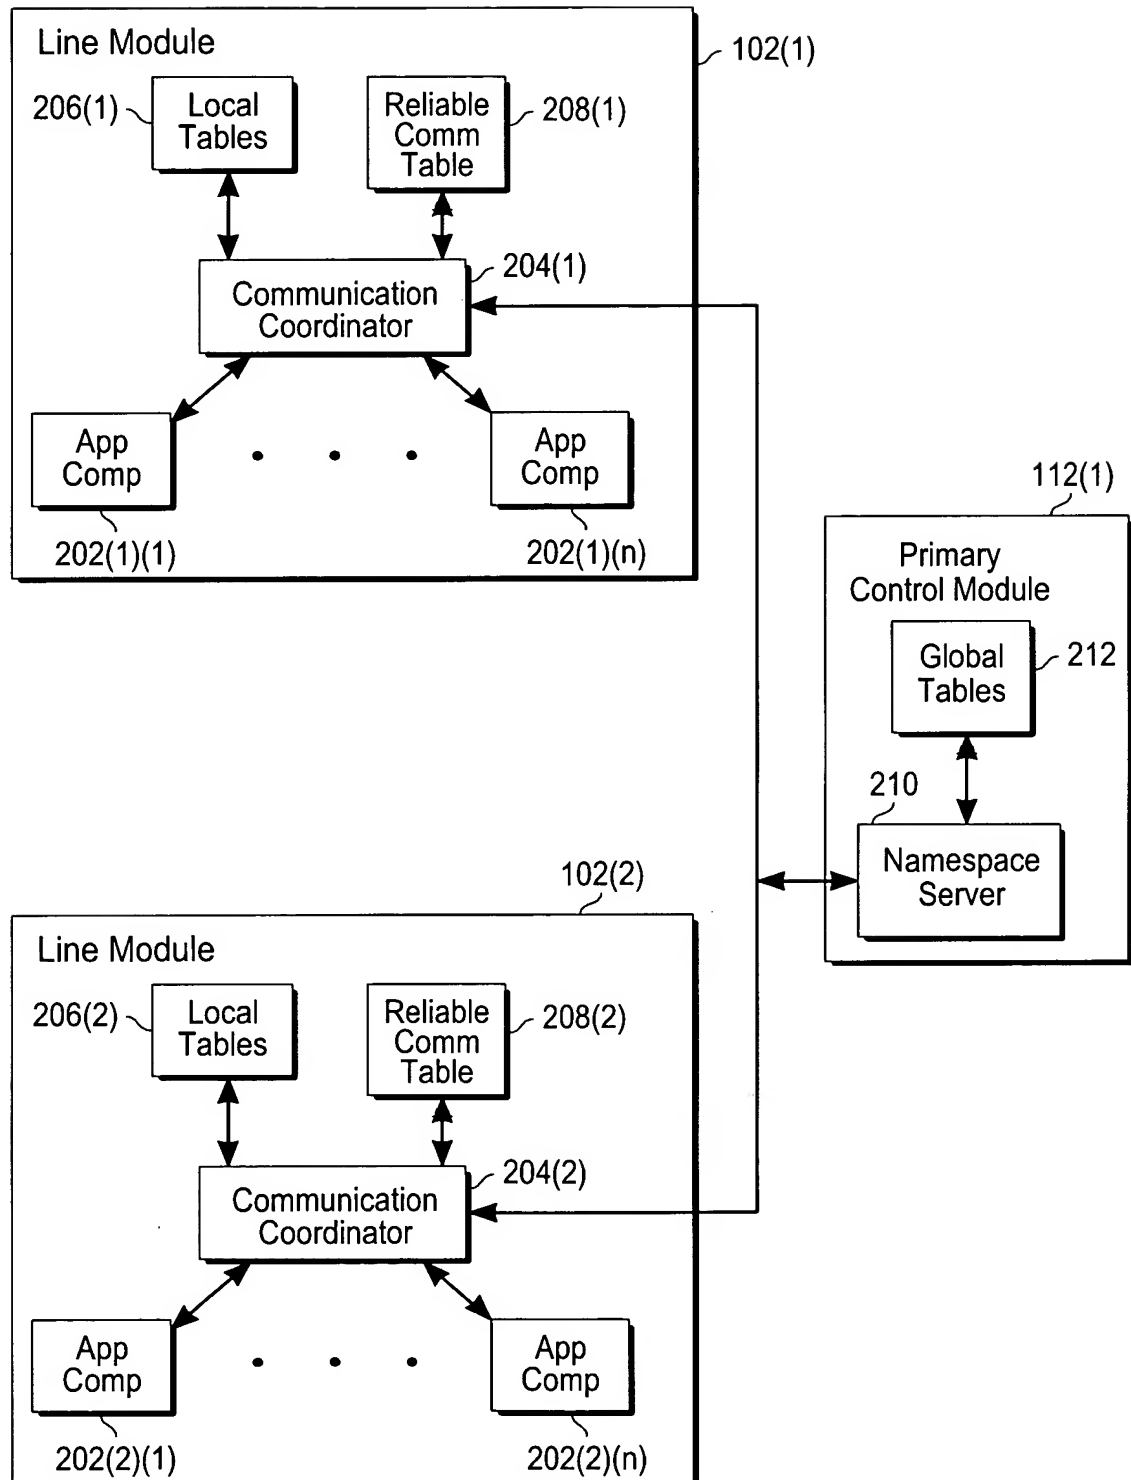 Line Module
102(1)
206(1)
Local
Tables
Reliable
Comm
Table
208(1)
204(1)
Communication
Coordinator
App
Comp
App
Comp
202(1)(1)
202(1)(n)
112(1)
Primary
Control Module
Global
Tables
212
210
Namespace
Server
102(2)
Line Module
206(2)
Local
Tables
Reliable
Comm
Table
208(2)
204(2)
Communication
Coordinator
App
Comp
App
Comp
202(2)(1)
202(2)(n)